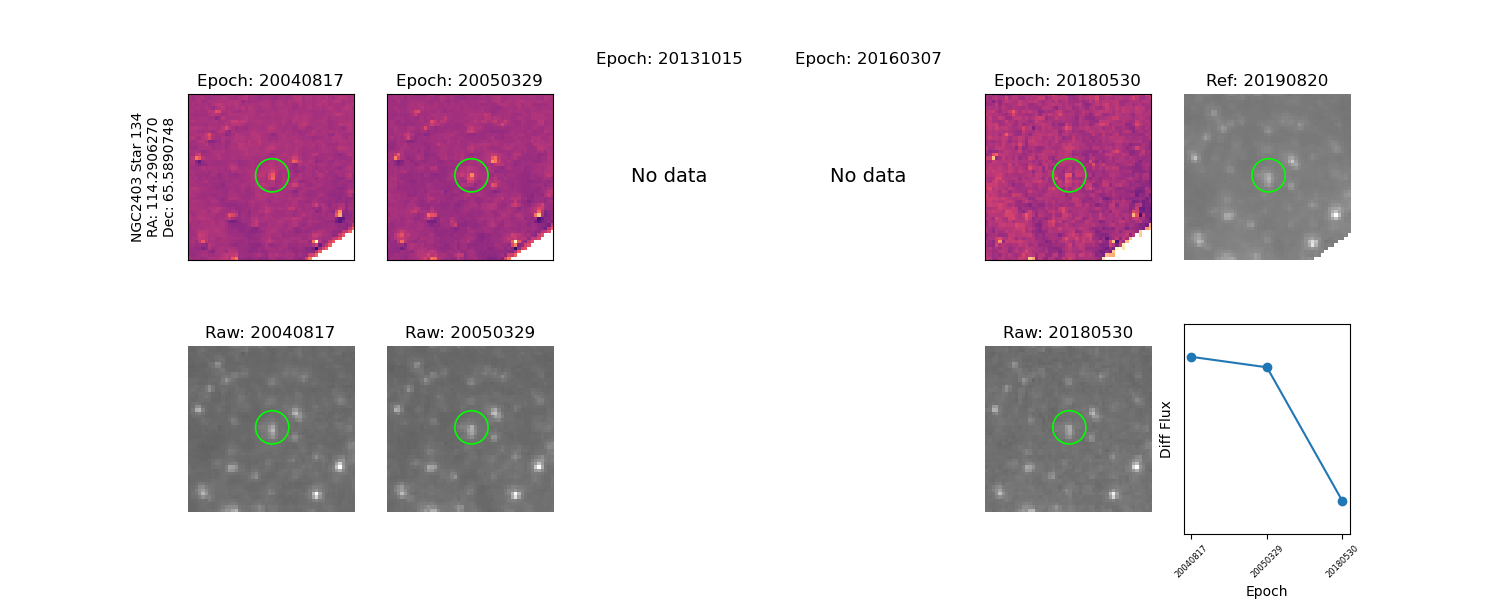 Epoch: 20040817
Epoch: 20050329
Epoch: 20131015
Epoch: 20160307
Epoch: 20180530
Ref: 20190820
NGC2403 Star 134
RA: 114.2906270
Dec: 65.5890748
No data
No data
Raw: 20040817
Raw: 20050329
Raw: 20180530
Diff Flux
20040817
20050329
20180530
Epoch